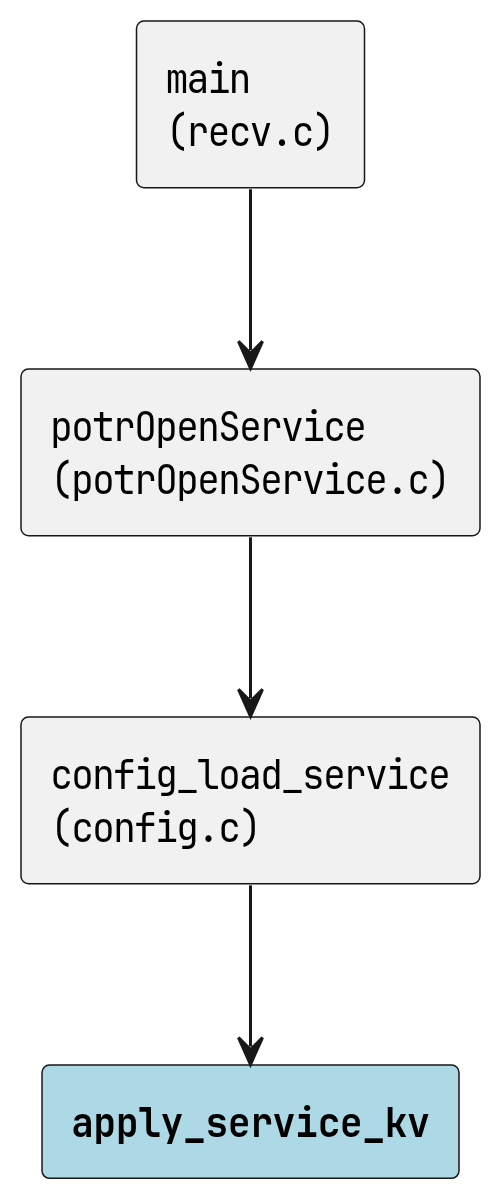 main
(recv.c)
potrOpenService
(potrOpenService.c)
config_load_service
(config.c)
apply_service_kv